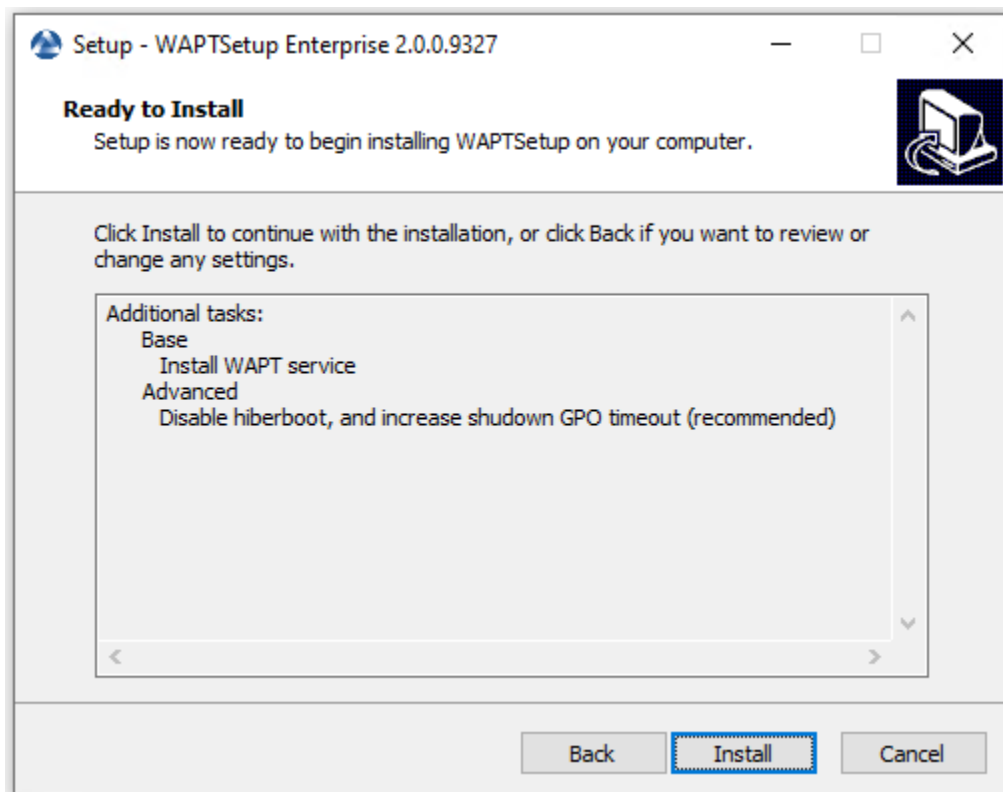 Setup - WAPTSetup Enterprise 2.0.0.9327
Ready to Install
Setup is now ready to begin installing WAPTSetup on your computer.
Click Install to continue with the installation, or click Back if you want to review or
change any settings.
Additional tasks:
Base
Install WAPT service
Advanced
Disable hiberboot, and increase shudown GPO timeout (recommended)
Back
Install
Cancel